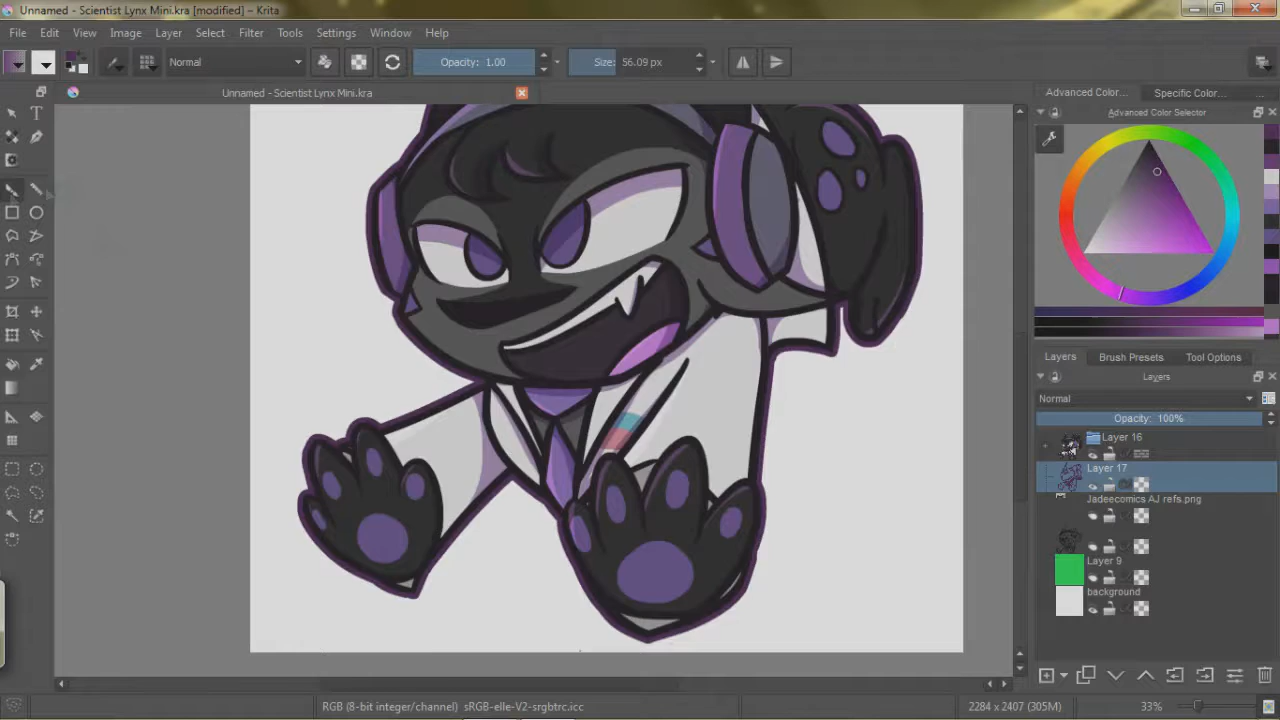 Unnamed - Scientist Lynx Mini.kra [modified] - Krita
File Edit View Image Layer Select Filter Tools Settings Window Help
Normal Opacity: 1.00 Size: 56.09 px
Unnamed - Scientist Lynx Mini.kra
Advanced Color... Specific Color... ...
Advanced Color Selector
Layers Brush Presets Tool Options
Layers
Normal
Opacity: 100%
Layer 16
Layer 17
Jadeecomics AJ refs.png
Layer 9
background
RGB (8-bit integer/channel) sRGB-elle-V2-srgbtrc.icc 2284 x 2407 (305M) 33%